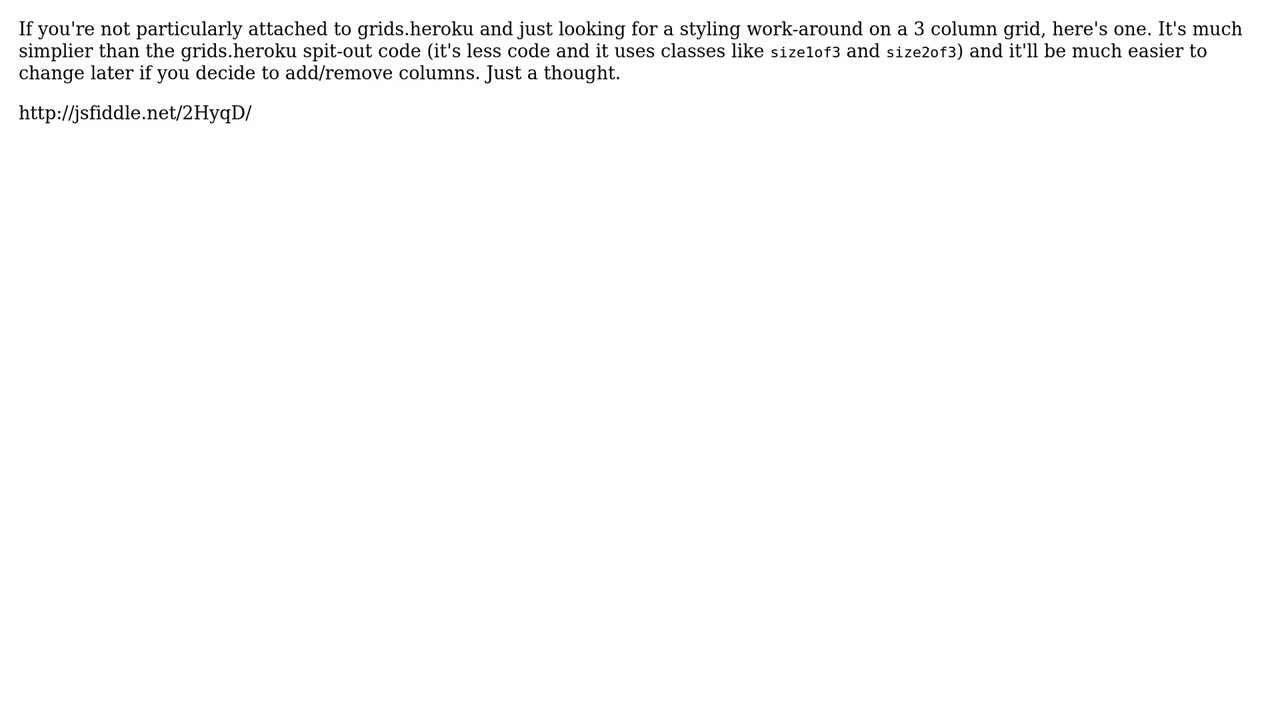 If you're not particularly attached to grids.heroku and just looking for a styling work-around on a 3 column grid, here's one. It's much
simplier than the grids.heroku spit-out code (it's less code and it uses classes like size1of3 and size2of3) and it'll be much easier to
change later if you decide to add/remove columns. Just a thought.
http://jsfiddle.net/2HyqD/